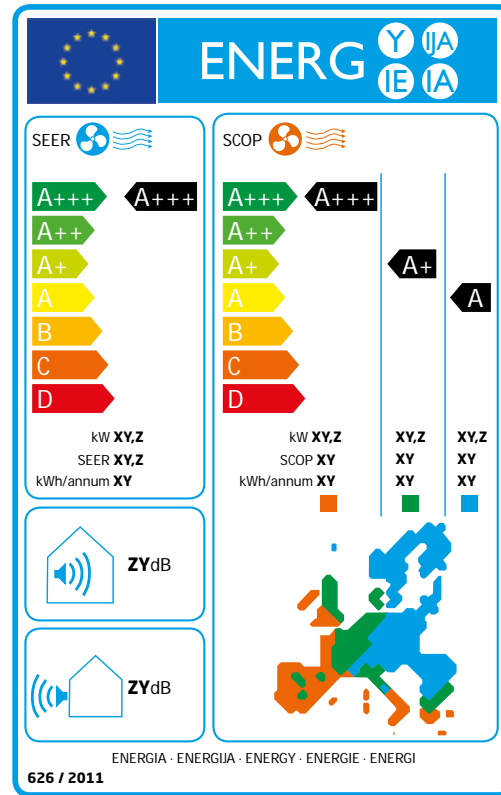 ENERG Y IJA
IE IA
SEER
A+++ A+++
A++
A+
A
B
C
D
kW XY,Z
SEER XY,Z
kWh/annum XY
SCOP
A+++ A+++
A++
A+ A+
A A
B
C
D
kW XY,Z XY,Z XY,Z
SCOP XY XY XY
kWh/annum XY XY XY
ZYdB
ZYdB
ENERGIA · ENERGIJA · ENERGY · ENERGIE · ENERGI
626 / 2011